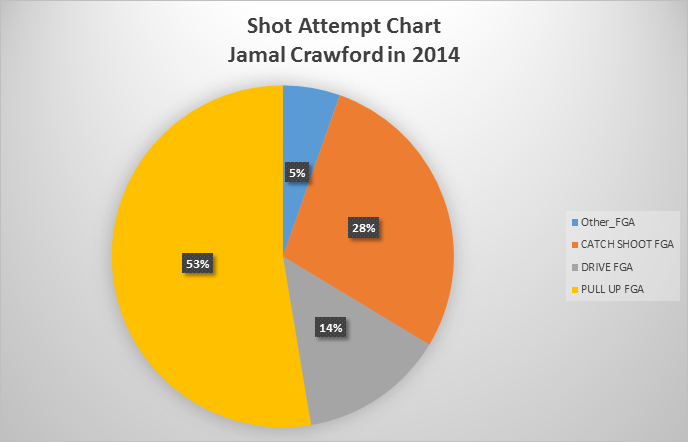 Shot Attempt Chart
Jamal Crawford in 2014
5%
28%
53%
14%
Other_FGA
CATCH SHOOT FGA
DRIVE FGA
PULL UP FGA